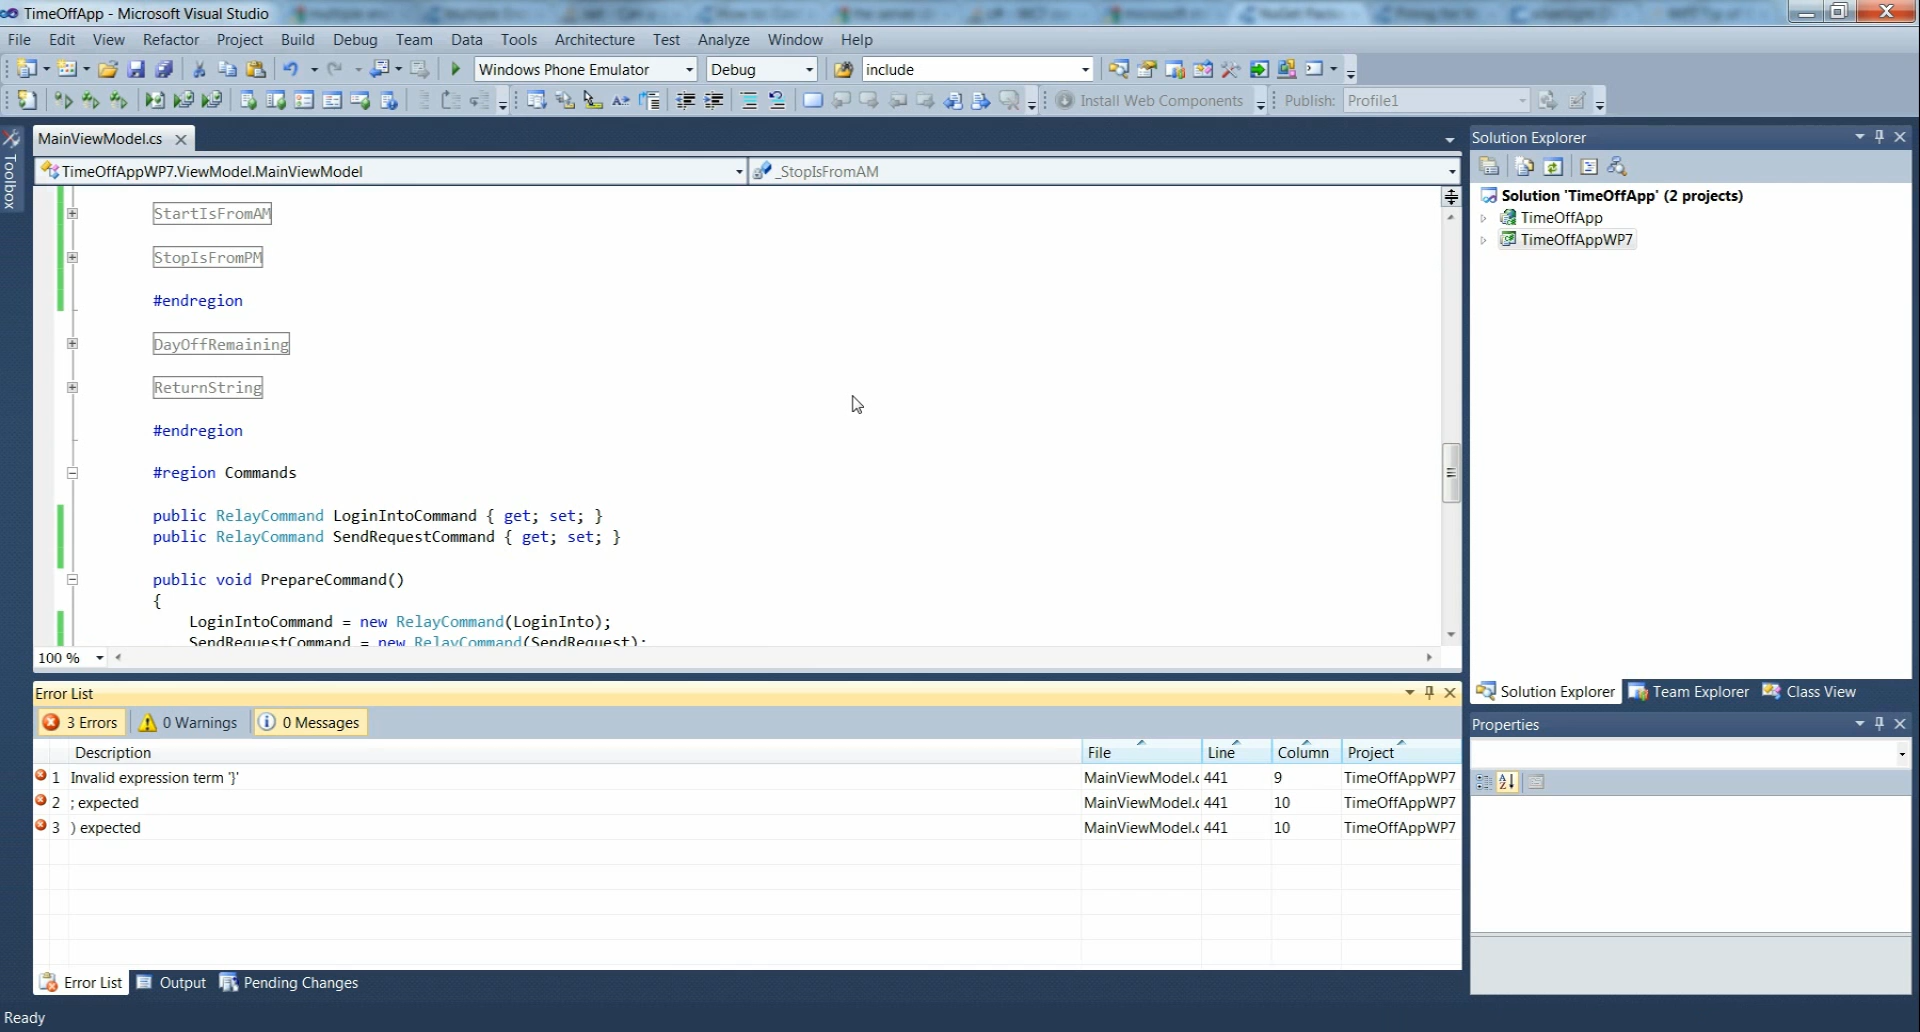 TimeOffApp - Microsoft Visual Studio
File Edit View Refactor Project Build Debug Team Data Tools Architecture Test Analyze Window Help
Windows Phone Emulator Debug include
Install Web Components Publish: Profile1
Toolbox
MainViewModel.cs
TimeOffAppWP7.ViewModel.MainViewModel _StopIsFromAM
StartIsFromAM
StopIsFromPM
#endregion
DayOffRemaining
ReturnString
#endregion
#region Commands
public RelayCommand LoginIntoCommand { get; set; }
public RelayCommand SendRequestCommand { get; set; }
public void PrepareCommand()
{
LoginIntoCommand = new RelayCommand(LoginInto);
SendRequestCommand = new RelayCommand(SendRequest);
100 %
Error List
3 Errors 0 Warnings 0 Messages
Description File Line Column Project
1 Invalid expression term '}' MainViewModel.c 441 9 TimeOffAppWP7
2 ; expected MainViewModel.c 441 10 TimeOffAppWP7
3 ) expected MainViewModel.c 441 10 TimeOffAppWP7
Error List Output Pending Changes
Solution Explorer
Solution 'TimeOffApp' (2 projects)
TimeOffApp
TimeOffAppWP7
Solution Explorer Team Explorer Class View
Properties
Ready